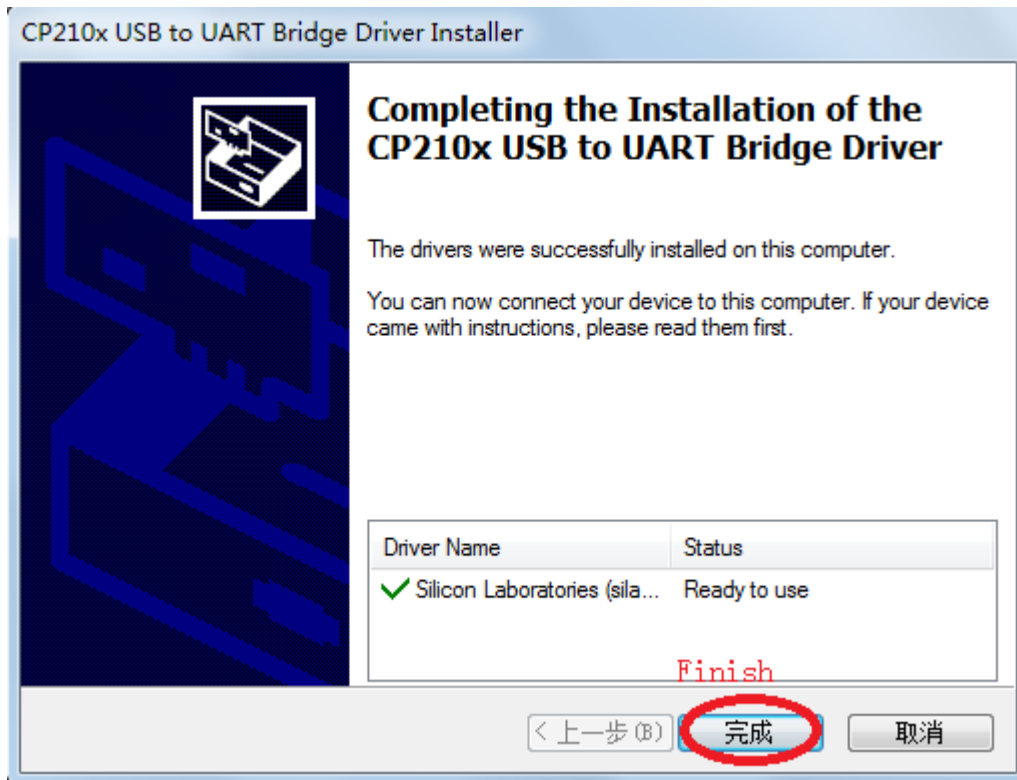 CP210x USB to UART Bridge Driver Installer
Completing the Installation of the
CP210x USB to UART Bridge Driver
The drivers were successfully installed on this computer.
You can now connect your device to this computer. If your device
came with instructions, please read them first.
Driver Name Status
Silicon Laboratories (sila... Ready to use
Finish
< 上一步(B) 完成 取消